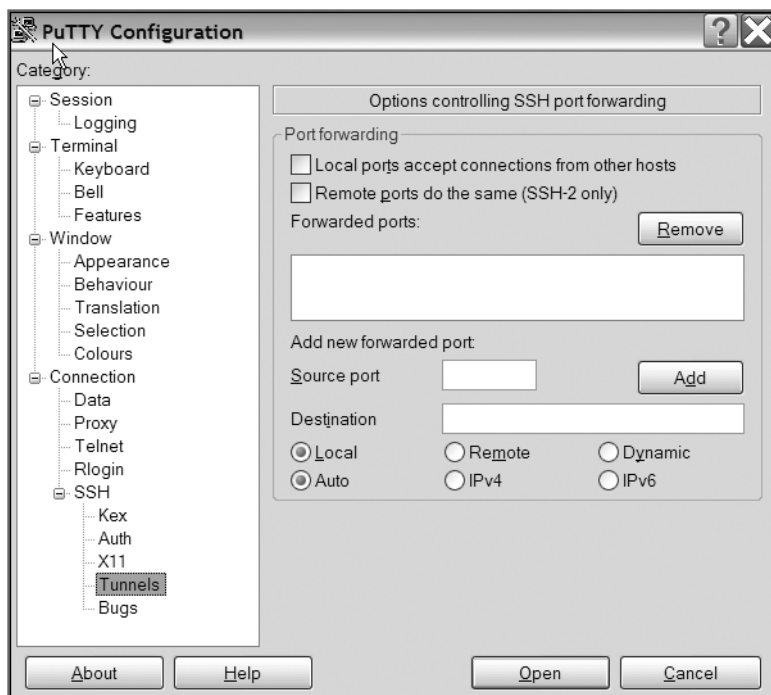 PuTTY Configuration
?
Category:
Session
Logging
Terminal
Keyboard
Bell
Features
Window
Appearance
Behaviour
Translation
Selection
Colours
Connection
Data
Proxy
Telnet
Rlogin
SSH
Kex
Auth
X11
Tunnels
Bugs
Options controlling SSH port forwarding
Port forwarding
Local ports accept connections from other hosts
Remote ports do the same (SSH-2 only)
Forwarded ports:
Remove
Add new forwarded port:
Source port
Add
Destination
Local Remote Dynamic
Auto IPv4 IPv6
About Help Open Cancel